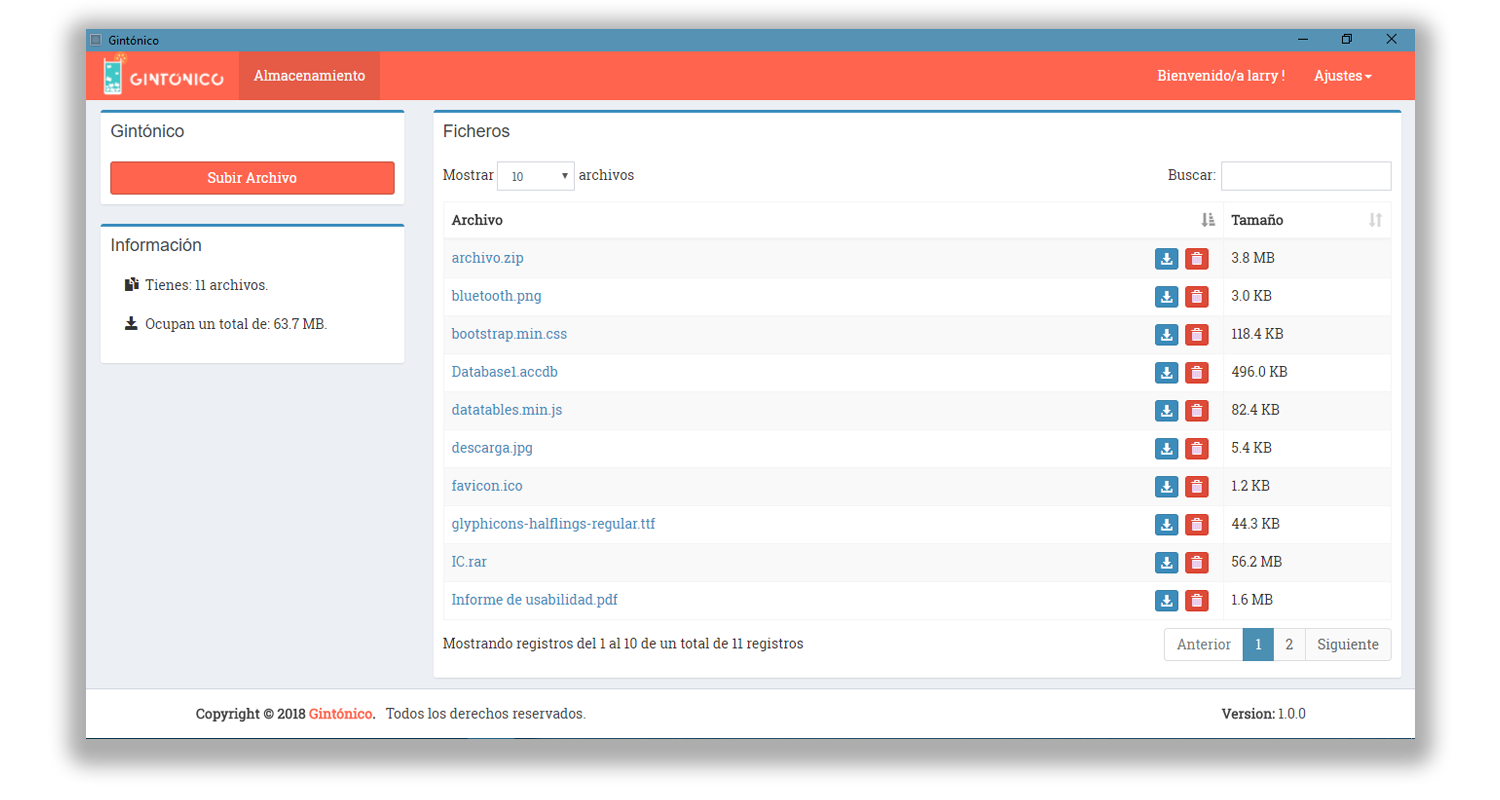 Gintónico
GINTÓNICO Almacenamiento Bienvenido/a larry ! Ajustes
Gintónico
Subir Archivo
Información
Tienes: 11 archivos.
Ocupan un total de: 63.7 MB.
Ficheros
Mostrar 10 archivos Buscar:
Archivo Tamaño
archivo.zip 3.8 MB
bluetooth.png 3.0 KB
bootstrap.min.css 118.4 KB
Database1.accdb 496.0 KB
datatables.min.js 82.4 KB
descarga.jpg 5.4 KB
favicon.ico 1.2 KB
glyphicons-halflings-regular.ttf 44.3 KB
IC.rar 56.2 MB
Informe de usabilidad.pdf 1.6 MB
Mostrando registros del 1 al 10 de un total de 11 registros Anterior 1 2 Siguiente
Copyright © 2018 Gintónico. Todos los derechos reservados. Version: 1.0.0